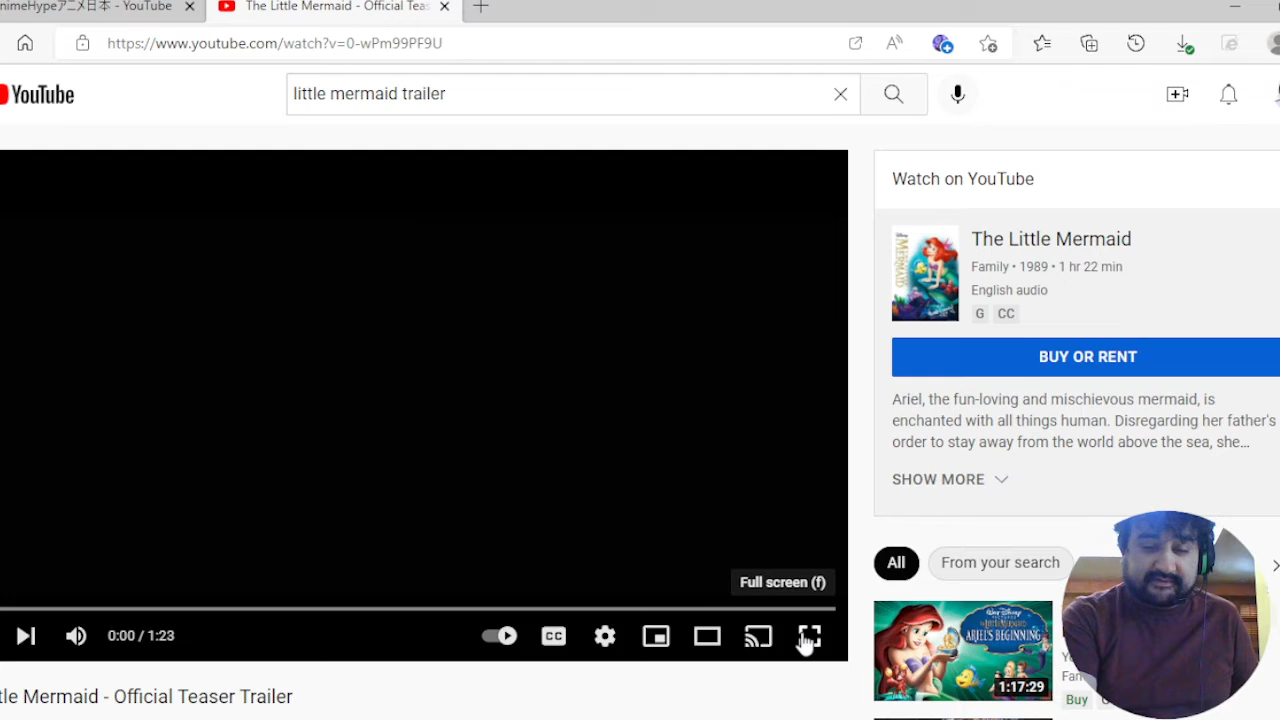 nimeHypeアニメ日本 - YouTube
The Little Mermaid - Official Teas
https://www.youtube.com/watch?v=0-wPm99PF9U
YouTube
little mermaid trailer
Watch on YouTube
The Little Mermaid
Family • 1989 • 1 hr 22 min
English audio
G CC
BUY OR RENT
Ariel, the fun-loving and mischievous mermaid, is
enchanted with all things human. Disregarding her father's
order to stay away from the world above the sea, she...
SHOW MORE
Full screen (f)
0:00 / 1:23
CC
tle Mermaid - Official Teaser Trailer
All
From your search
ARIEL'S BEGINNING
1:17:29
Buy